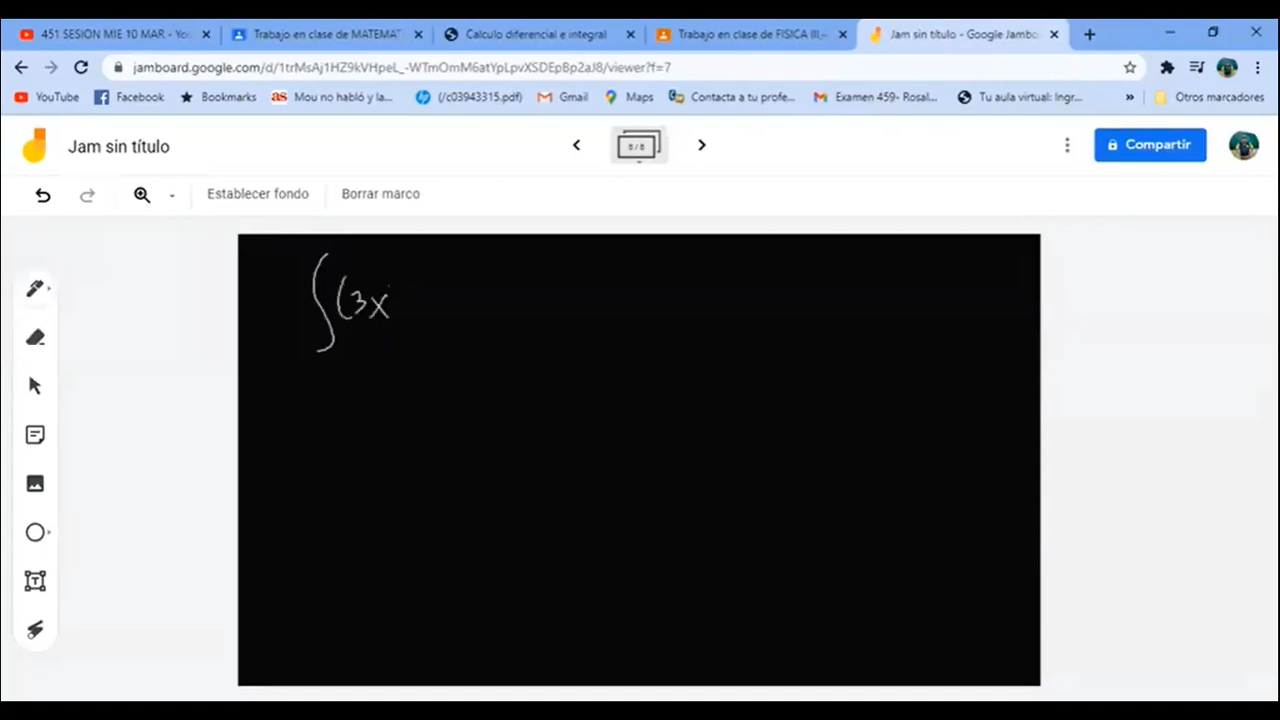 451 SESION MIE 10 MAR - Yo
Trabajo en clase de MATEMAT
Calculo diferencial e integral
Trabajo en clase de FISICA III,-
Jam sin título - Google Jambo
jamboard.google.com/d/1trMsAj1HZ9kVHpeL_-WTmOmM6atYpLpvXSDEpBp2aJ8/viewer?f=7
YouTube
Facebook
Bookmarks
as Mou no habló y la...
hp (/c03943315.pdf)
Gmail
Maps
Contacta a tu profe...
Examen 459- Rosal...
Tu aula virtual: Ingr...
»
Otros marcadores
Jam sin título
8 / 8
Compartir
Establecer fondo
Borrar marco
∫(3x